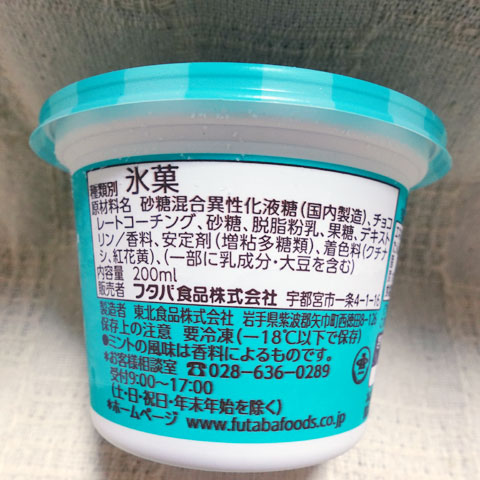 種類別 氷菓
原材料名 砂糖混合異性化液糖(国内製造)、チョコ
レートコーチング、砂糖、脱脂粉乳、果糖、デキスト
リン/香料、安定剤(増粘多糖類)、着色料(クチナ
シ、紅花黄)、(一部に乳成分・大豆を含む)
内容量 200ml
販売者 フタバ食品株式会社 宇都宮市一条4-1-16
製造者 東北食品株式会社 岩手県紫波郡矢巾町西徳田8-126
保存上の注意 要冷凍(−18℃以下で保存)
●ミントの風味は香料によるものです。
*お客様相談室 ☎028-636-0289
受付9:00〜17:00
(土・日・祝日・年末年始を除く)
*ホームページ www.futabafoods.co.jp